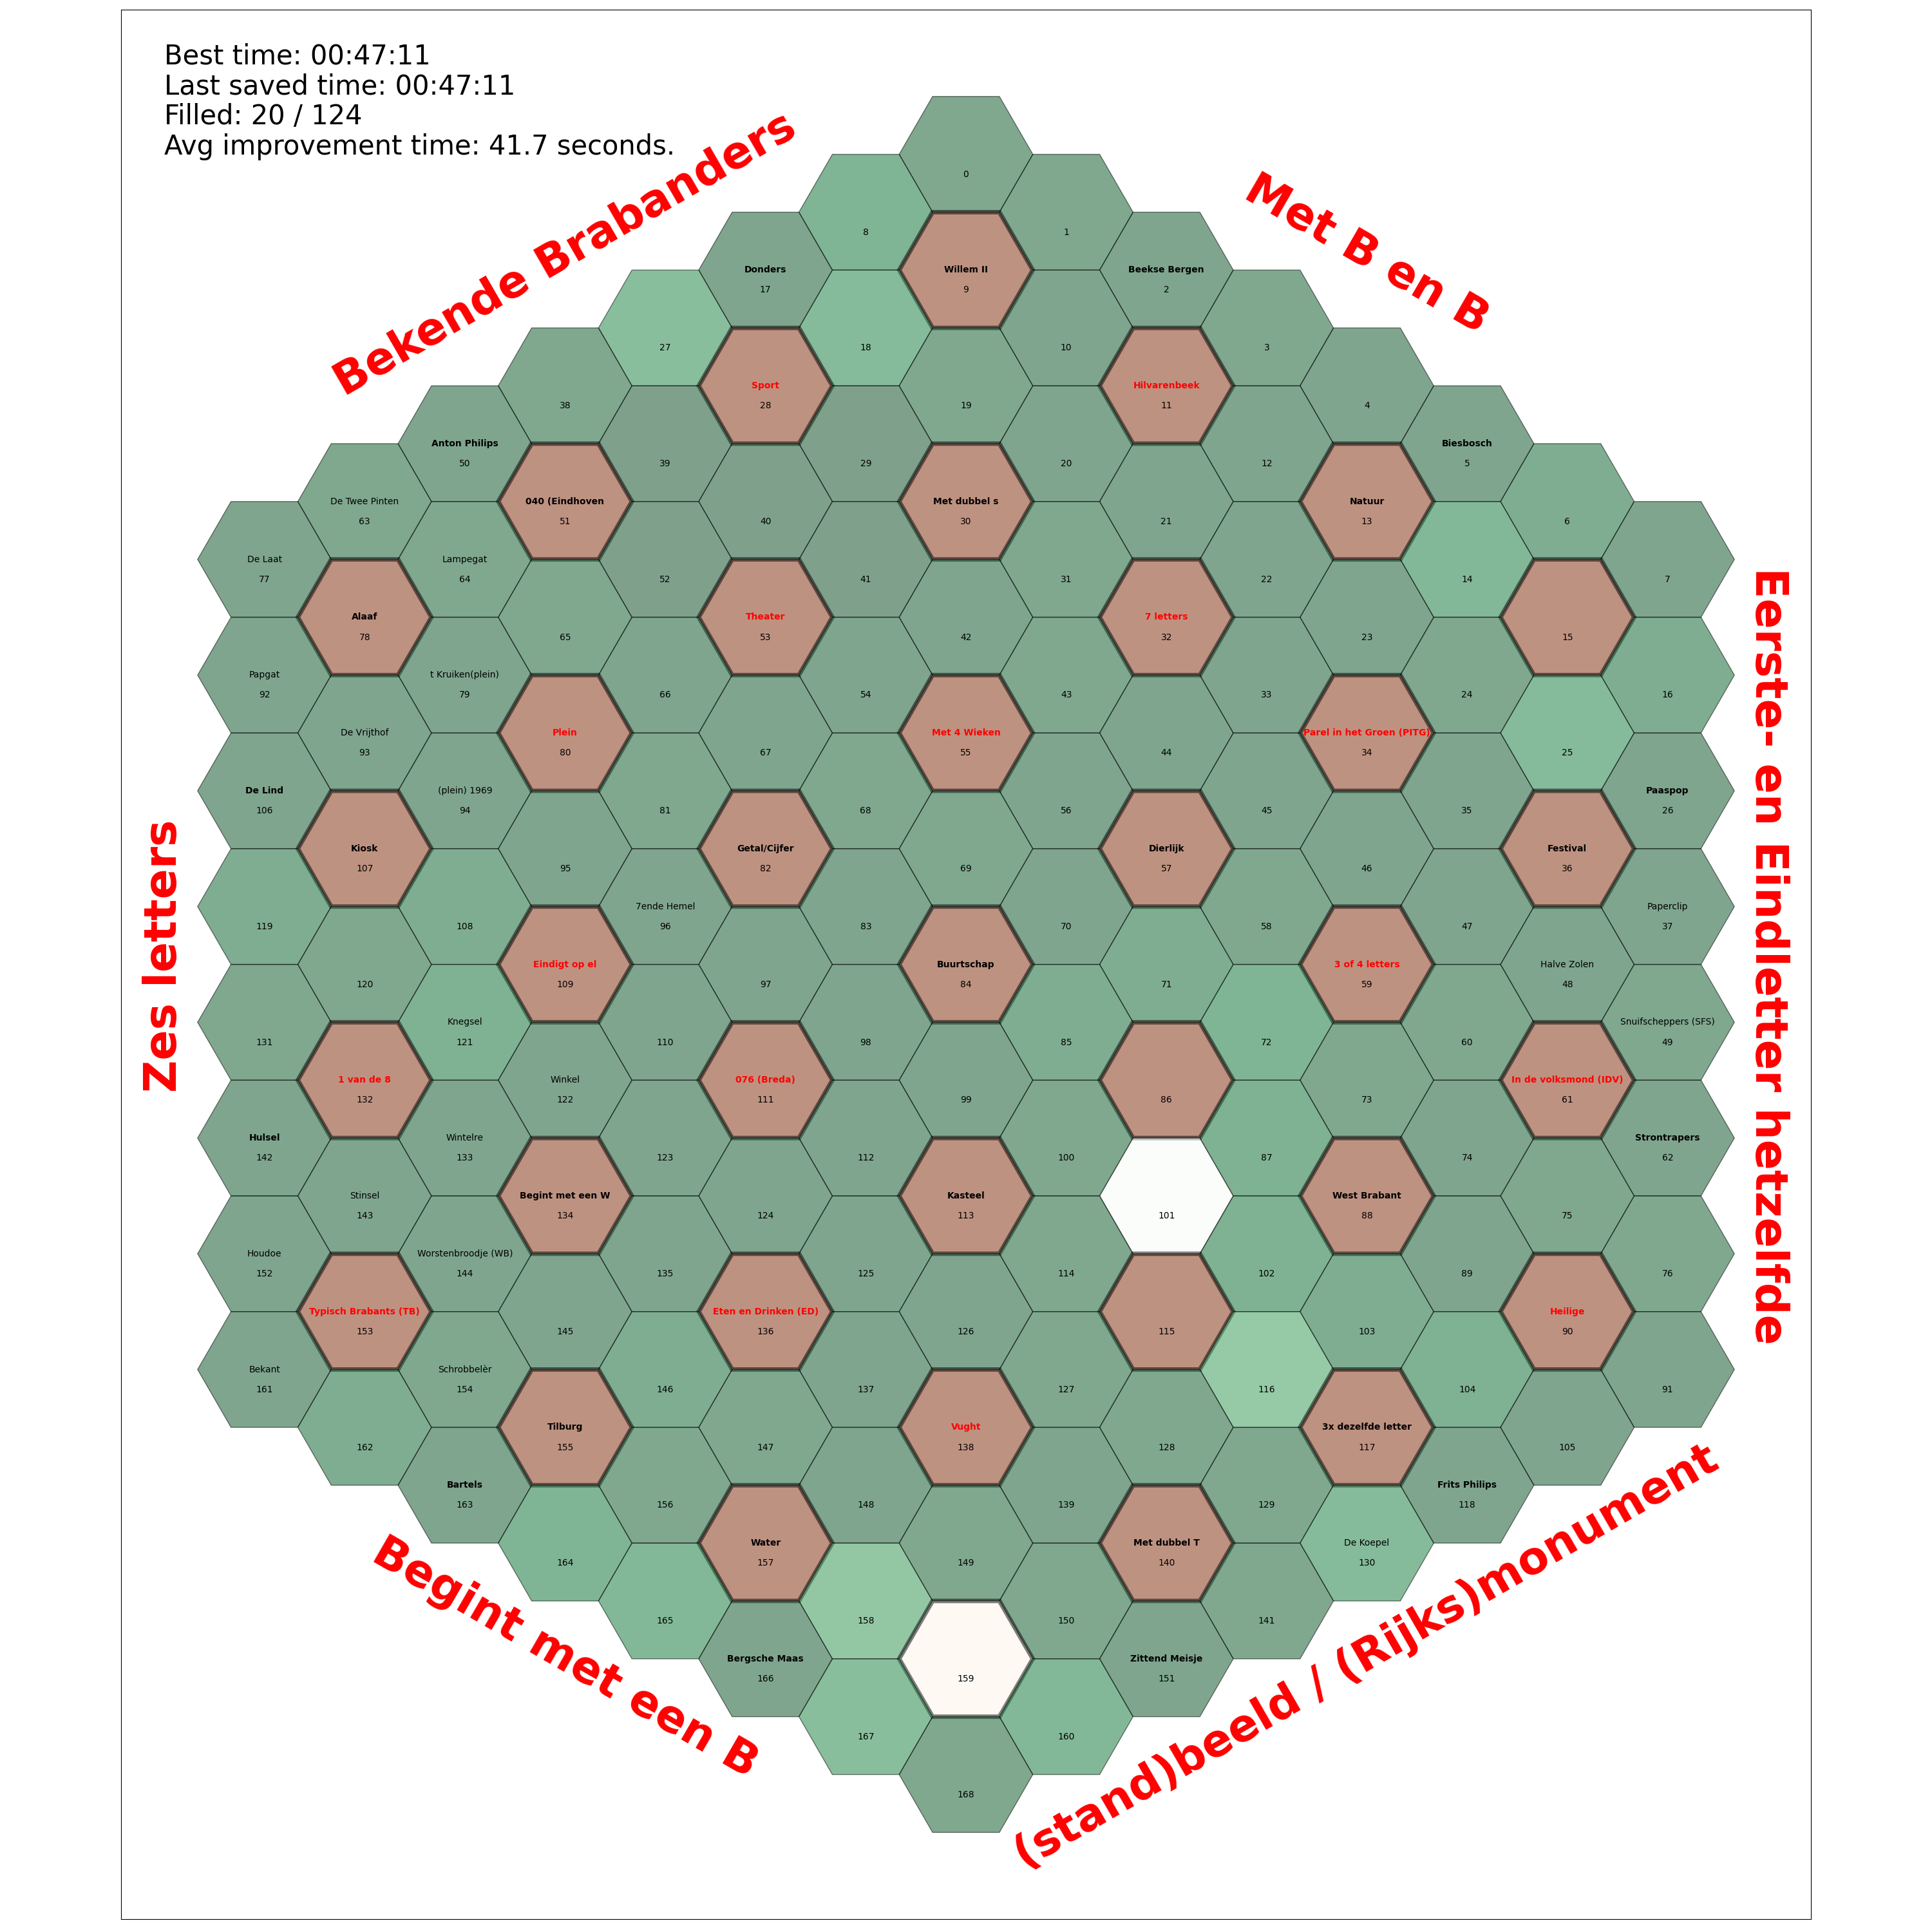 Best time: 00:47:11
Last saved time: 00:47:11
Filled: 20 / 124
Avg improvement time: 41.7 seconds.
Bekende Brabanders
Met B en B
Eerste- en Eindletter hetzelfde
(stand)beeld / (Rijks)monument
Begint met een B
Zes letters
0
8
1
Donders
17
Willem II
9
Beekse Bergen
2
27
18
10
3
38
Sport
28
19
Hilvarenbeek
11
4
Anton Philips
50
39
29
20
12
Biesbosch
5
De Twee Pinten
63
040 (Eindhoven
51
40
Met dubbel s
30
21
Natuur
13
6
De Laat
77
Lampegat
64
52
41
31
22
14
7
Alaaf
78
65
Theater
53
42
7 letters
32
23
15
Papgat
92
t Kruiken(plein)
79
66
54
43
33
24
16
De Vrijthof
93
Plein
80
67
Met 4 Wieken
55
44
Parel in het Groen (PITG)
34
25
De Lind
106
(plein) 1969
94
81
68
56
45
35
Paaspop
26
Kiosk
107
95
Getal/Cijfer
82
69
Dierlijk
57
46
Festival
36
119
108
7ende Hemel
96
83
70
58
47
Paperclip
37
120
Eindigt op el
109
97
Buurtschap
84
71
3 of 4 letters
59
Halve Zolen
48
131
Knegsel
121
110
98
85
72
60
Snuifscheppers (SFS)
49
1 van de 8
132
Winkel
122
076 (Breda)
111
99
86
73
In de volksmond (IDV)
61
Hulsel
142
Wintelre
133
123
112
100
87
74
Strontrapers
62
Stinsel
143
Begint met een W
134
124
Kasteel
113
101
West Brabant
88
75
Houdoe
152
Worstenbroodje (WB)
144
135
125
114
102
89
76
Typisch Brabants (TB)
153
145
Eten en Drinken (ED)
136
126
115
103
Heilige
90
Bekant
161
Schrobbelèr
154
146
137
127
116
104
91
162
Tilburg
155
147
Vught
138
128
3x dezelfde letter
117
105
Bartels
163
156
148
139
129
Frits Philips
118
164
Water
157
149
Met dubbel T
140
De Koepel
130
165
158
150
141
Bergsche Maas
166
159
Zittend Meisje
151
167
160
168